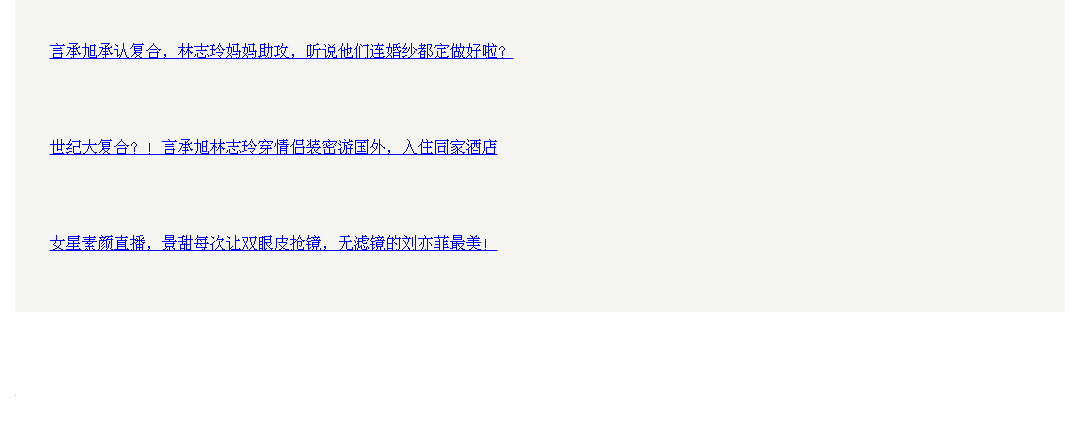 言承旭承认复合，林志玲妈妈助攻，听说他们连婚纱都定做好啦？
世纪大复合？！言承旭林志玲穿情侣装密游国外，入住同家酒店
女星素颜直播，景甜每次让双眼皮抢镜，无滤镜的刘亦菲最美！